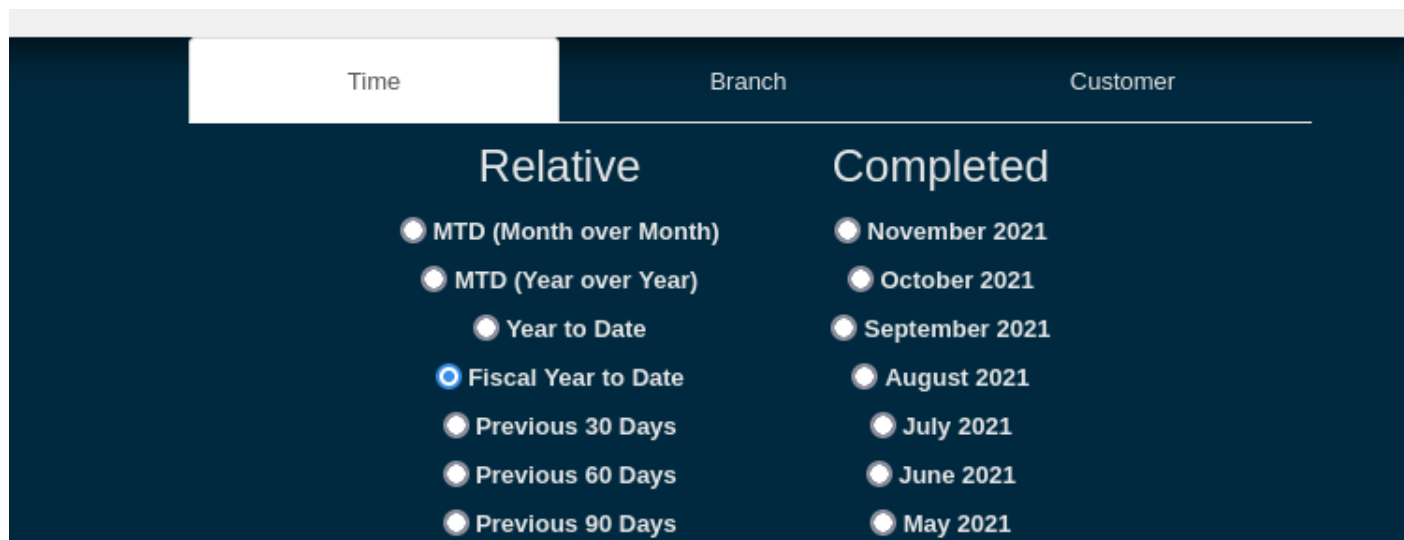 Time Branch Customer
Relative Completed
MTD (Month over Month) November 2021
MTD (Year over Year) October 2021
Year to Date September 2021
Fiscal Year to Date August 2021
Previous 30 Days July 2021
Previous 60 Days June 2021
Previous 90 Days May 2021